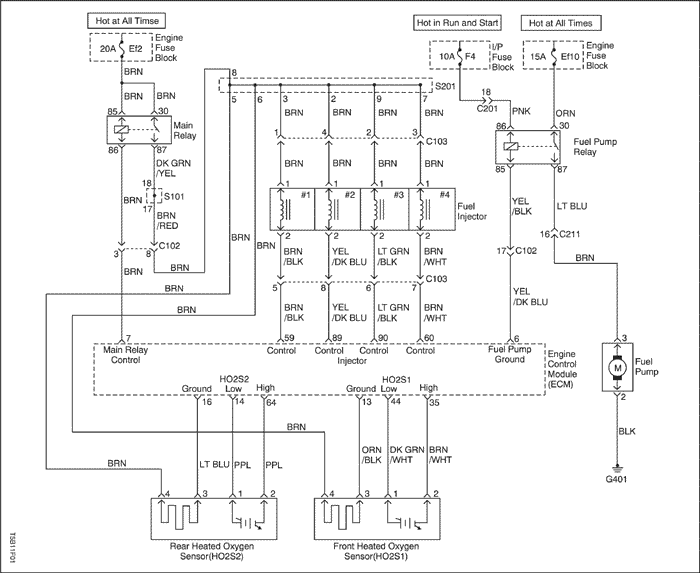 Hot at All Timse
Hot in Run and Start
Hot at All Times
20A Ef2
Engine
Fuse
Block
10A F4
I/P
Fuse
Block
15A Ef10
Engine
Fuse
Block
BRN
BRN BRN
8
S201
5 6 3 2 9 7
18
C201
PNK ORN
85 30
Main
Relay
86 87
BRN BRN BRN BRN
1 4 2 3 C103
BRN BRN BRN BRN
86 30
Fuel Pump
Relay
85 87
DK GRN
/YEL
18
S101
17
BRN
BRN
/RED
C102
3 8
BRN
BRN
BRN
BRN
1 1 1 1
#1 #2 #3 #4
Fuel
Injector
2 2 2 2
YEL
/BLK
LT BLU
16 C211
17 C102
BRN
BRN
/BLK
YEL
/DK BLU
LT GRN
/BLK
BRN
/WHT
C103
5 8 6 7
BRN
/BLK
YEL
/DK BLU
LT GRN
/BLK
BRN
/WHT
YEL
/DK BLU
BRN
BRN
7 59 89 90 60 6
Main Relay
Control
Control Control Control Control
Injector
Fuel Pump
Ground
Engine
Control
Module
(ECM)
3
M
Fuel
Pump
2
BLK
G401
HO2S2
Ground Low High
16 14 64
HO2S1
Ground Low High
13 44 35
BRN
BRN
LT BLU PPL PPL
ORN
/BLK
DK GRN
/WHT
BRN
/WHT
4 3 1 2
4 3 1 2
Rear Heated Oxygen
Sensor(HO2S2)
Front Heated Oxygen
Sensor(HO2S1)
T5B11F01